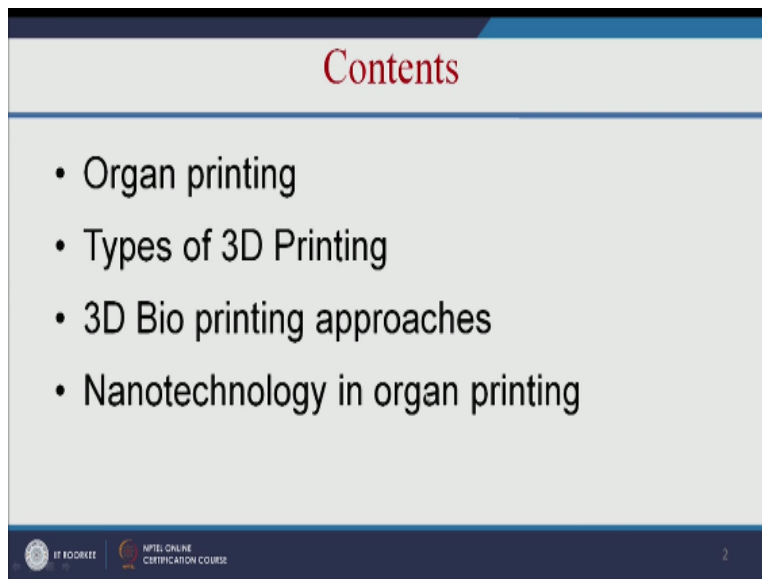 Contents
• Organ printing
• Types of 3D Printing
• 3D Bio printing approaches
• Nanotechnology in organ printing
IIT ROORKEE
NPTEL ONLINE
CERTIFICATION COURSE
2